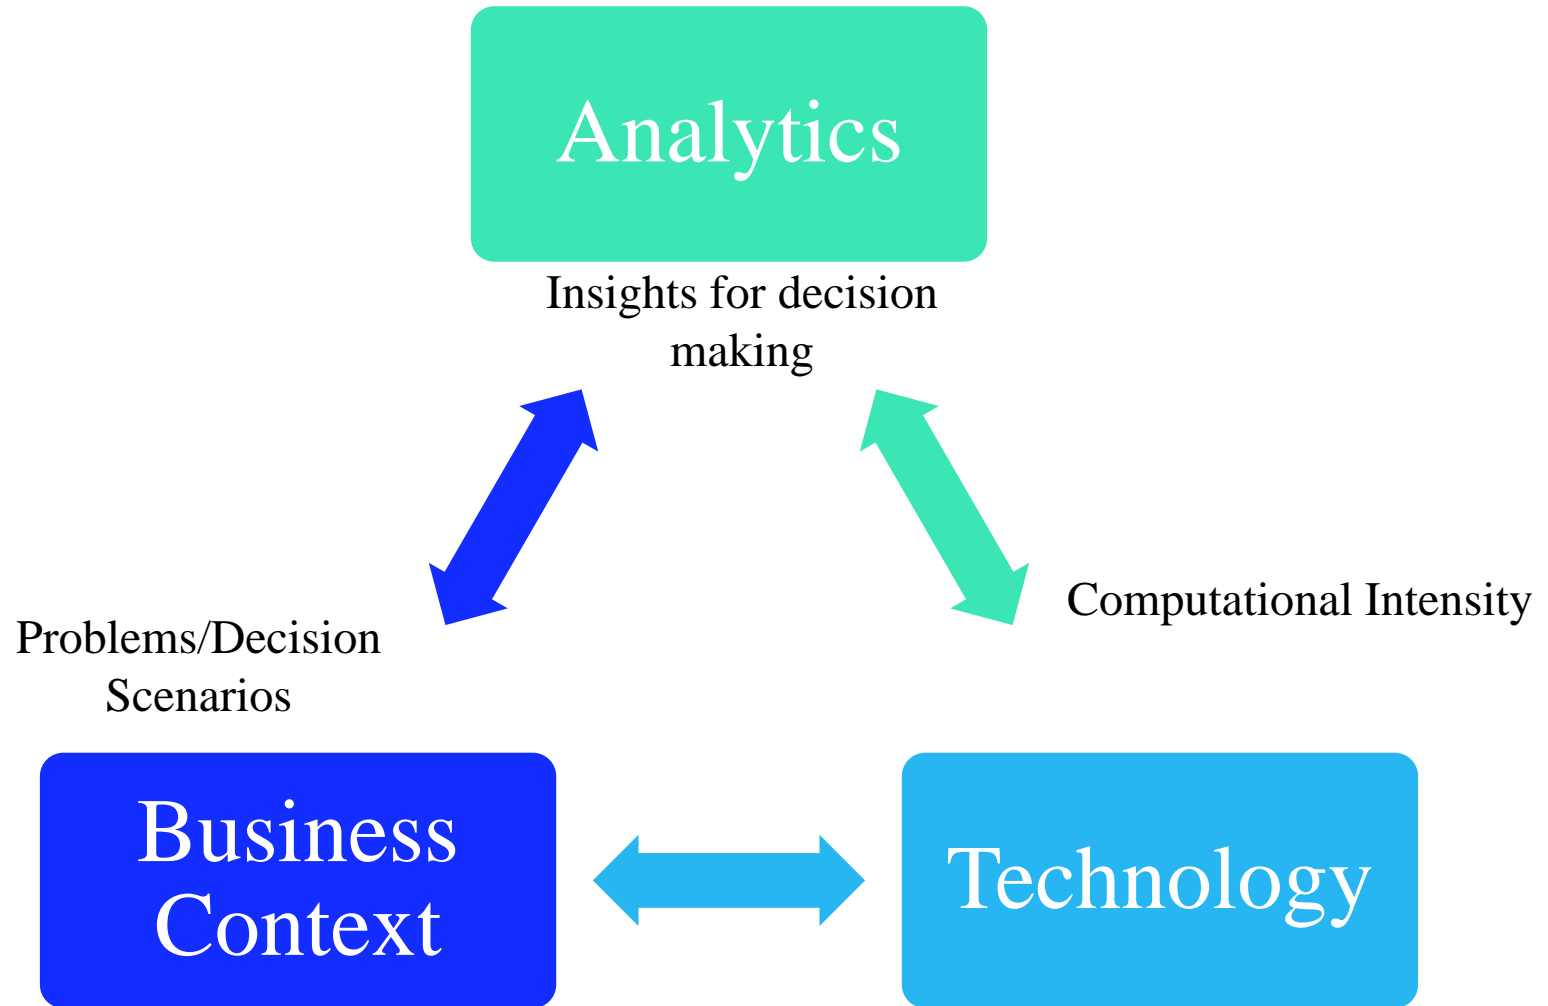 Analytics
Insights for decision
making
Computational Intensity
Problems/Decision
Scenarios
Business
Context
Technology